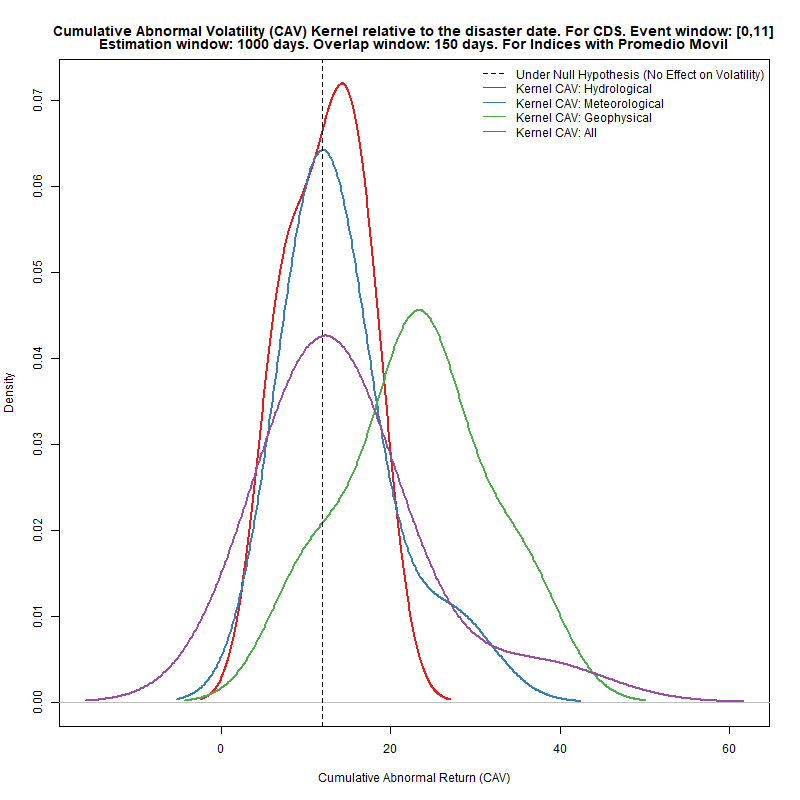 Cumulative Abnormal Volatility (CAV) Kernel relative to the disaster date. For CDS. Event window: [0,11]
Estimation window: 1000 days. Overlap window: 150 days. For Indices with Promedio Movil
Under Null Hypothesis (No Effect on Volatility)
Kernel CAV: Hydrological
Kernel CAV: Meteorological
Kernel CAV: Geophysical
Kernel CAV: All
0.07
0.06
0.05
0.04
0.03
0.02
0.01
0.00
Density
0 20 40 60
Cumulative Abnormal Return (CAV)